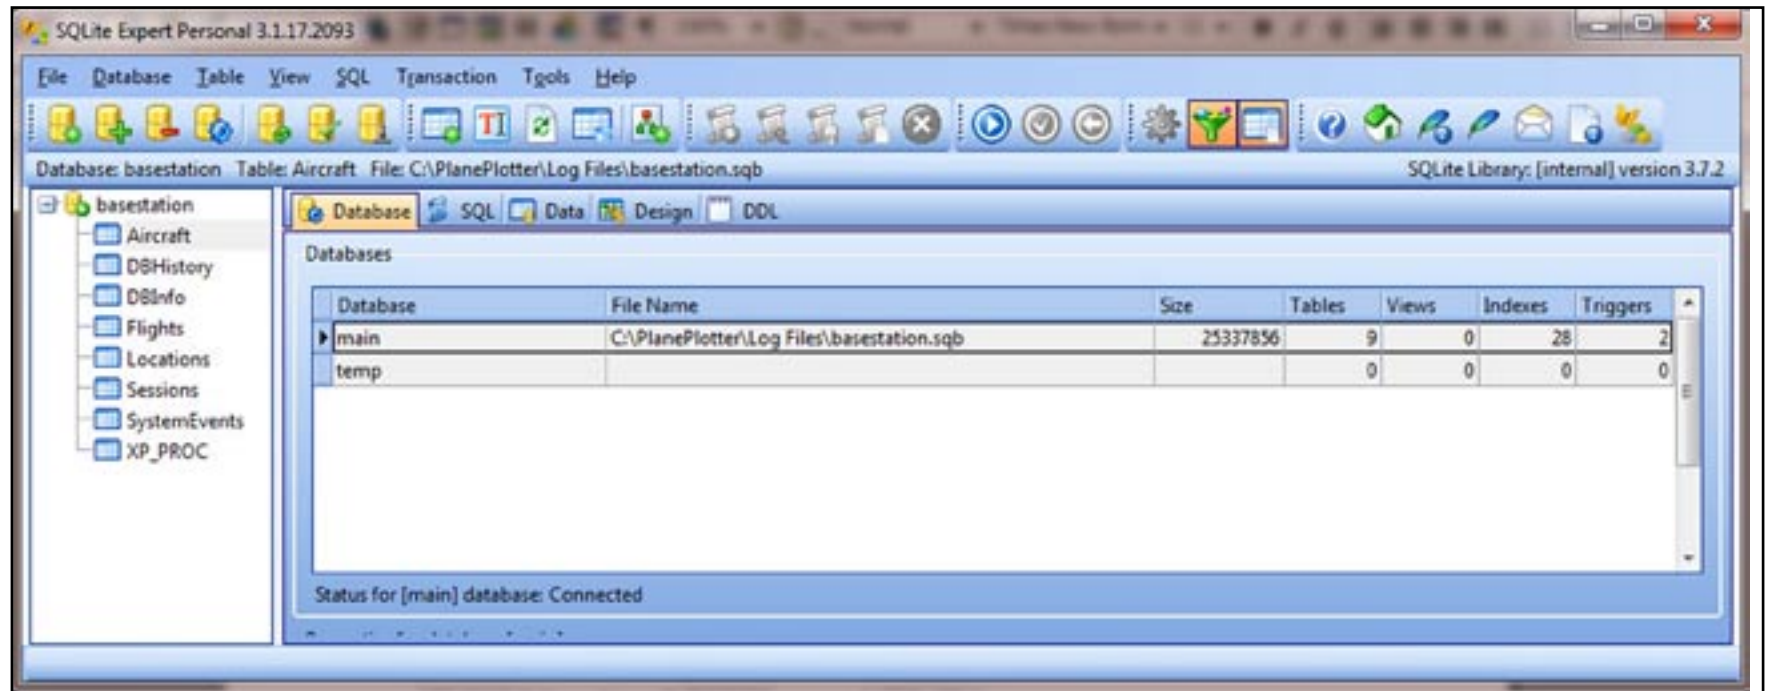 SQLite Expert Personal 3.1.17.2093
File Database Table View SQL Transaction Tools Help
Database: basestation Table: Aircraft File: C:\PlanePlotter\Log Files\basestation.sqb SQLite Library: [internal] version 3.7.2
basestation
Aircraft
DBHistory
DBInfo
Flights
Locations
Sessions
SystemEvents
XP_PROC
Database SQL Data Design DDL
Databases
Database File Name Size Tables Views Indexes Triggers
main C:\PlanePlotter\Log Files\basestation.sqb 25337856 9 0 28 2
temp 0 0 0 0
Status for [main] database: Connected